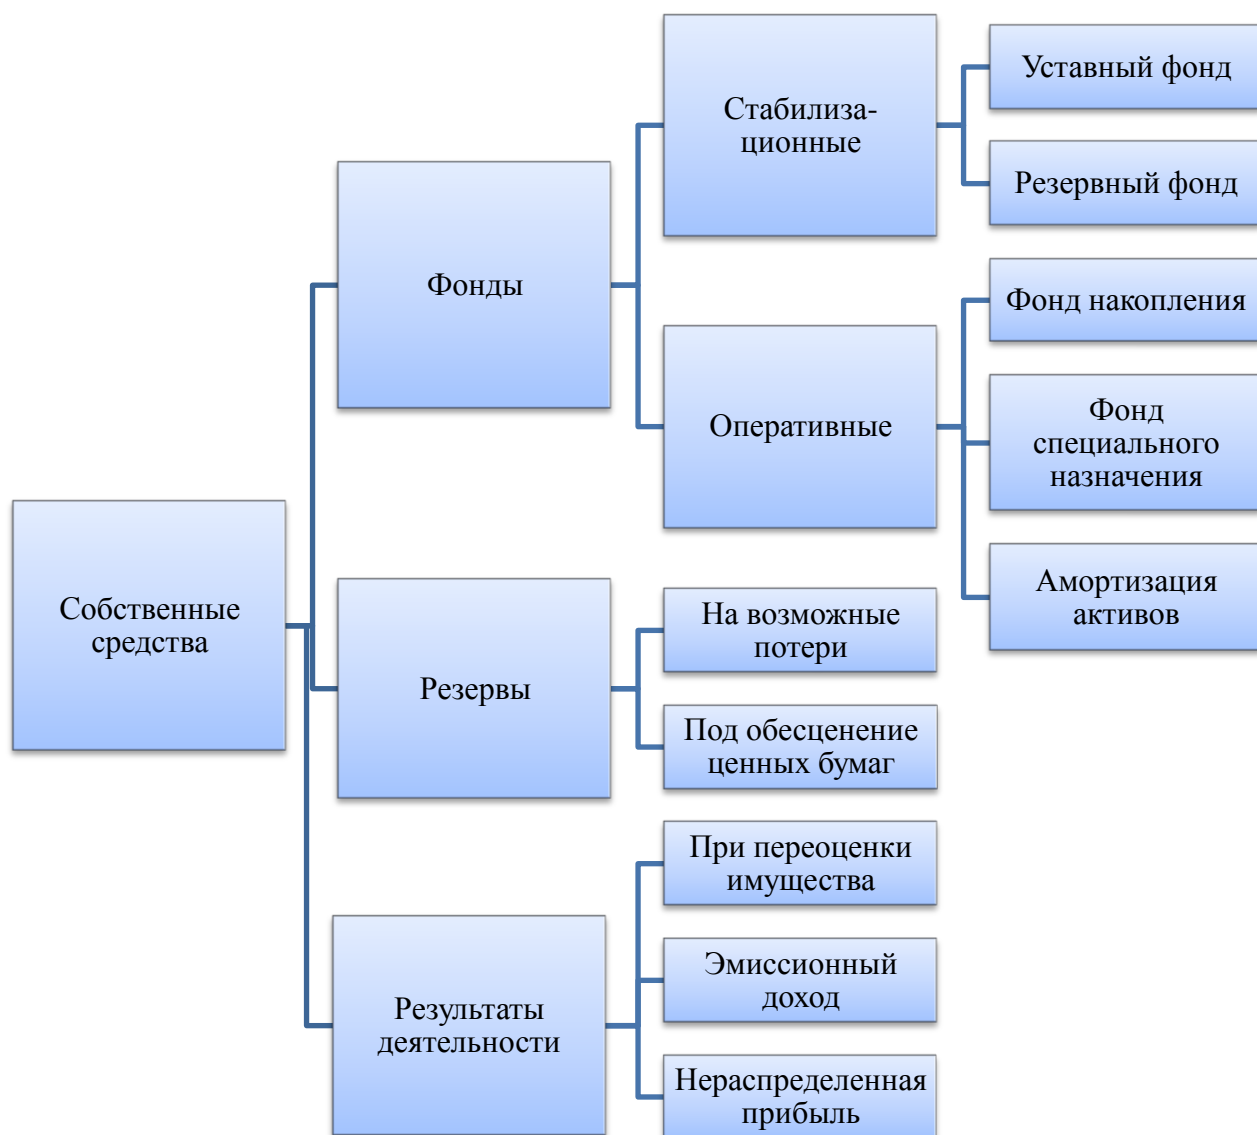 Собственные
средства
Фонды
Стабилиза-
ционные
Уставный фонд
Резервный фонд
Оперативные
Фонд накопления
Фонд
специального
назначения
Амортизация
активов
Резервы
На возможные
потери
Под обесценение
ценных бумаг
Результаты
деятельности
При переоценки
имущества
Эмиссионный
доход
Нераспределенная
прибыль